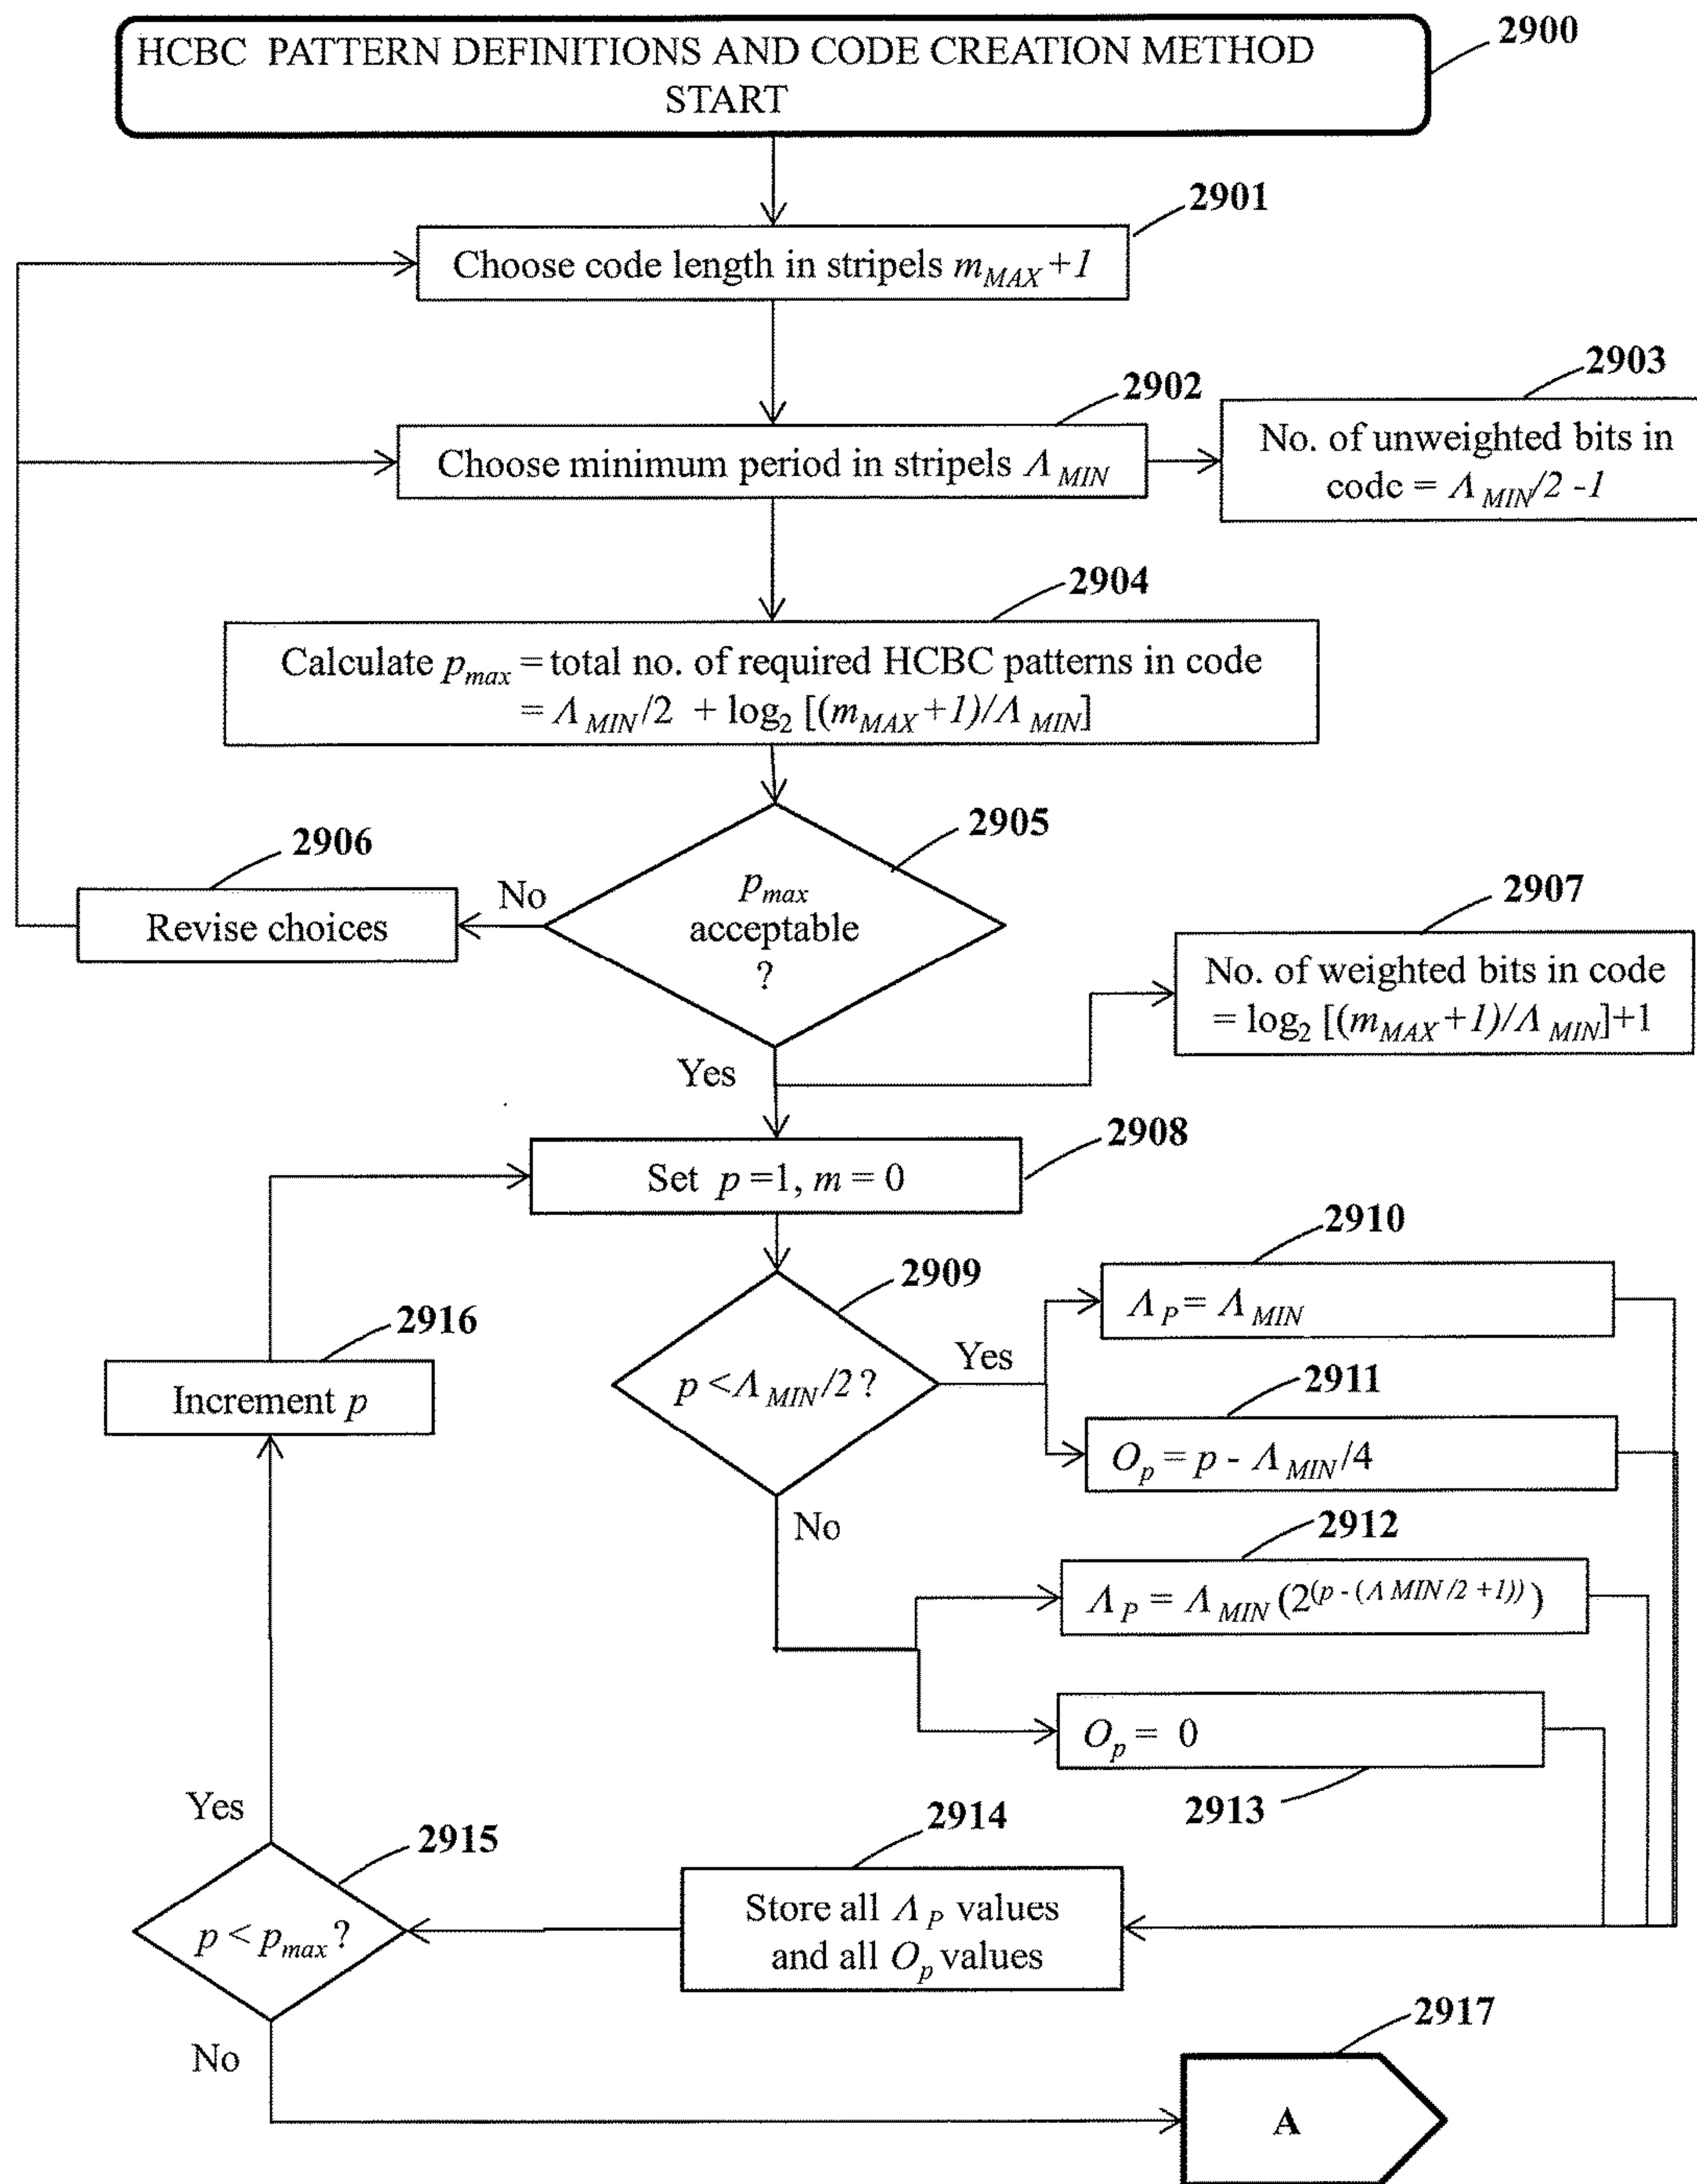 HCBC PATTERN DEFINITIONS AND CODE CREATION METHOD
START
2900
2901
Choose code length in stripels m_MAX+1
2902
Choose minimum period in stripels Λ_MIN
2903
No. of unweighted bits in
code = Λ_MIN/2 -1
2904
Calculate p_max = total no. of required HCBC patterns in code
= Λ_MIN/2 + log₂ [(m_MAX+1)/Λ_MIN]
2905
p_max
acceptable
?
2906
No
Revise choices
2907
No. of weighted bits in code
= log₂ [(m_MAX+1)/Λ_MIN]+1
Yes
2908
Set p =1, m = 0
2909
p <Λ_MIN/2 ?
Yes
2910
Λ_P = Λ_MIN
2911
O_p = p - Λ_MIN/4
No
2912
Λ_P = Λ_MIN (2^(p - (Λ MIN/2 +1)))
O_p = 0
2913
2914
Store all Λ_P values
and all O_p values
2915
p < p_max ?
Yes
2916
Increment p
No
2917
A